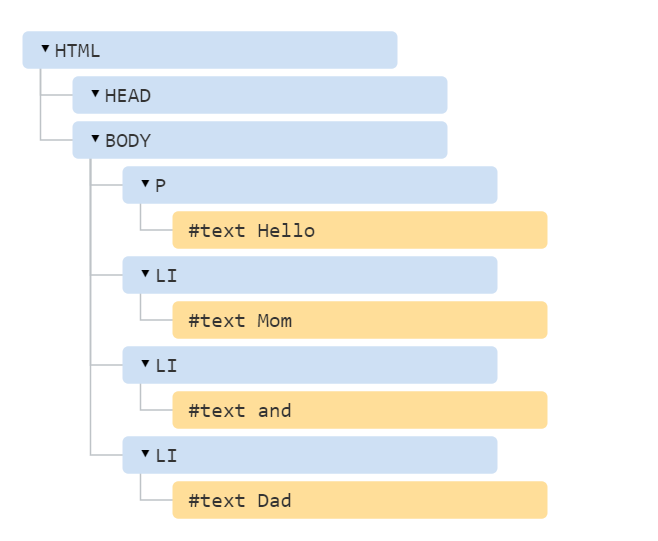 HTML
HEAD
BODY
P
#text Hello
LI
#text Mom
LI
#text and
LI
#text Dad